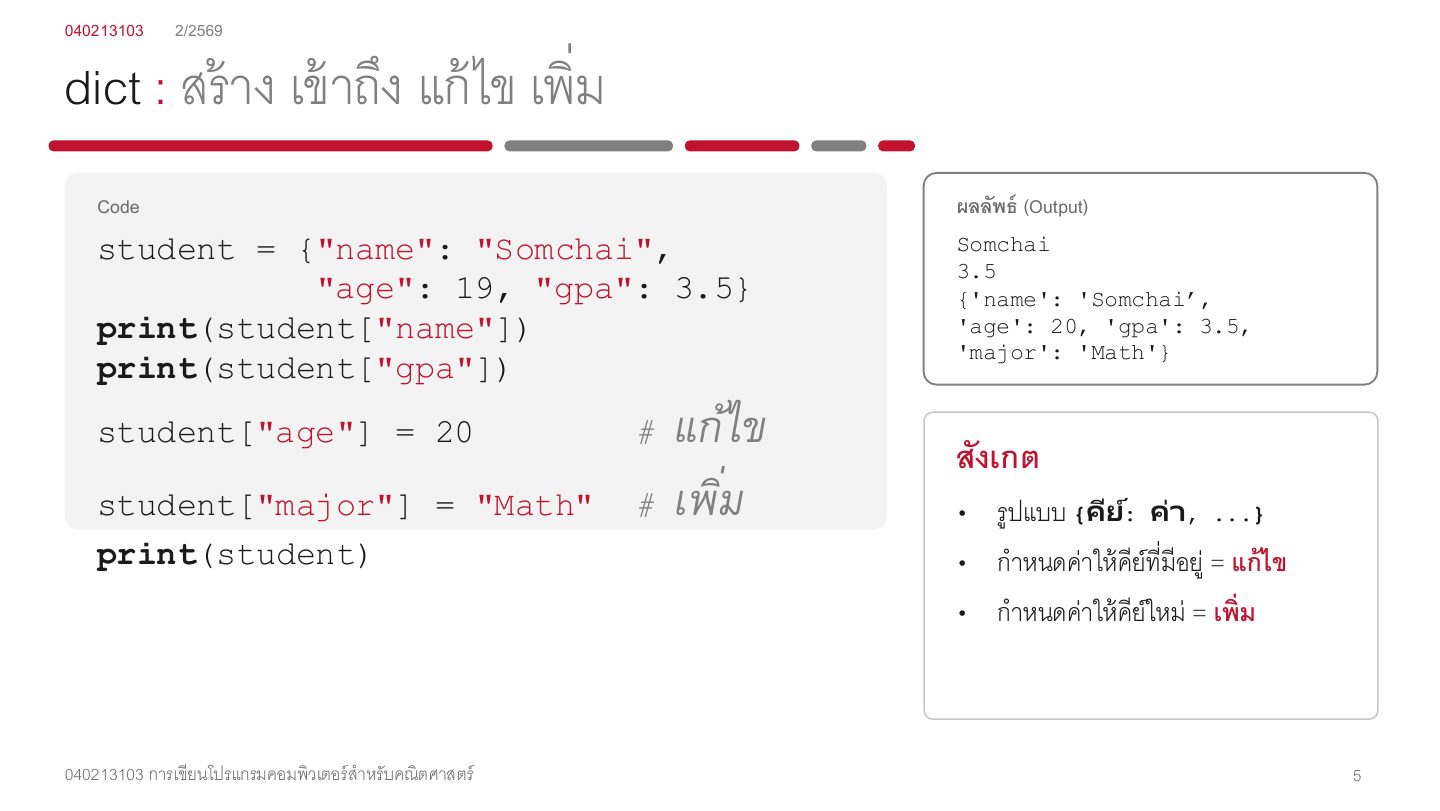 040213103 2/2569
dict : สร้าง เข้าถึง แก้ไข เพิ่ม
Code
student = {"name": "Somchai",
"age": 19, "gpa": 3.5}
print(student["name"])
print(student["gpa"])
student["age"] = 20 # แก้ไข
student["major"] = "Math" # เพิ่ม
print(student)
ผลลัพธ์ (Output)
Somchai
3.5
{'name': 'Somchai’,
'age': 20, 'gpa': 3.5,
'major': 'Math'}
สังเกต
• รูปแบบ {คีย์: ค่า, ...}
• กำหนดค่าให้คีย์ที่มีอยู่ = แก้ไข
• กำหนดค่าให้คีย์ใหม่ = เพิ่ม
040213103 การเขียนโปรแกรมคอมพิวเตอร์สำหรับคณิตศาสตร์
5